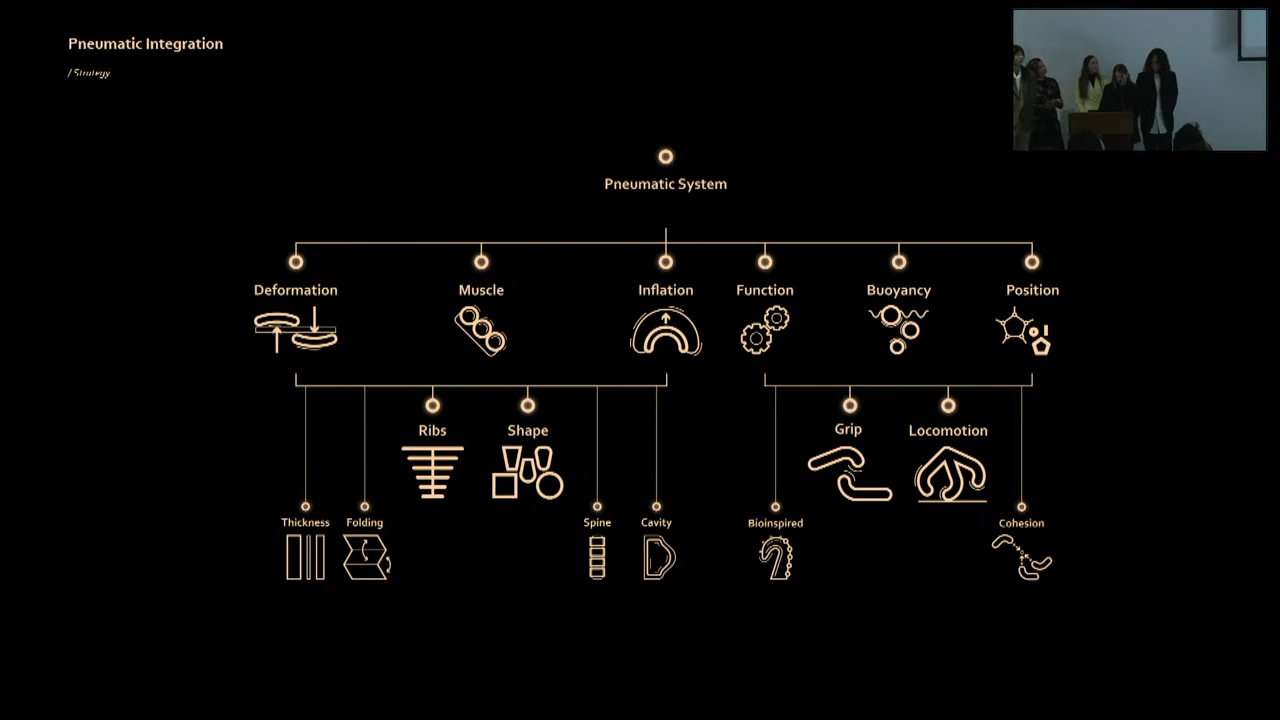 Pneumatic Integration
/ Strategy
Pneumatic System
Deformation
Muscle
Inflation
Function
Buoyancy
Position
Ribs
Shape
Grip
Locomotion
Thickness
Folding
Spine
Cavity
Bioinspired
Cohesion